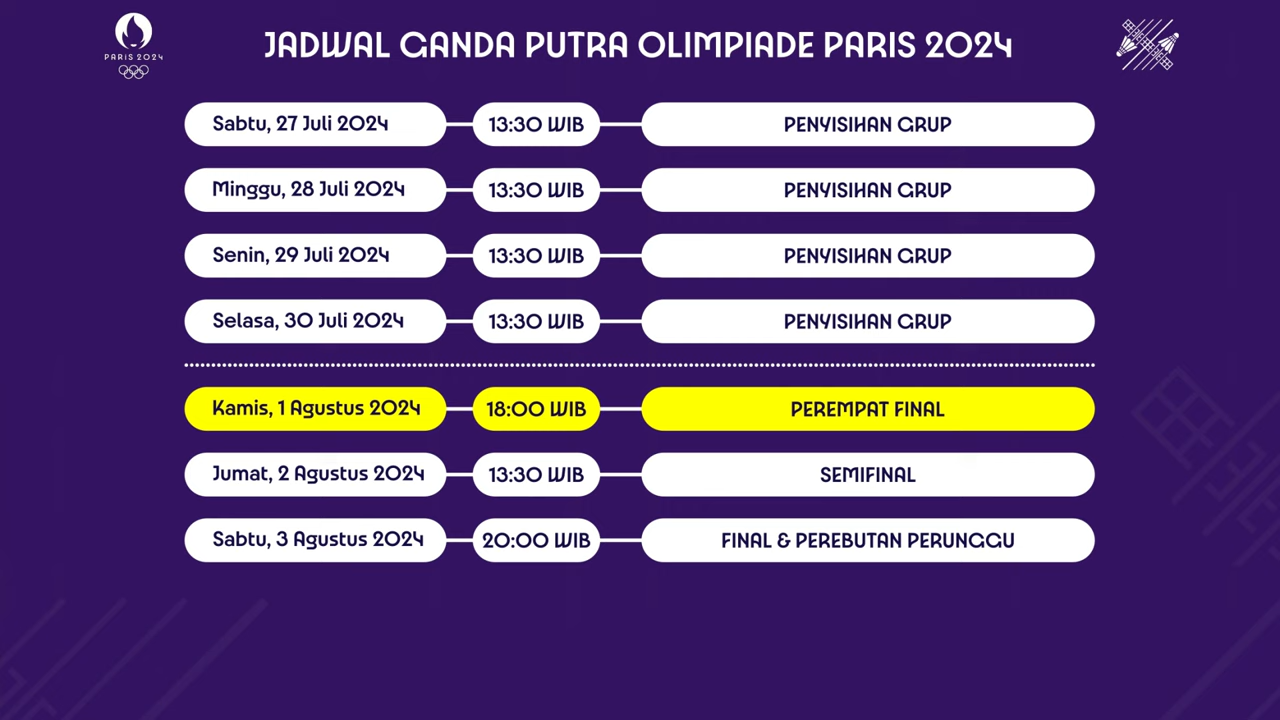 PARIS 2024
JADWAL GANDA PUTRA OLIMPIADE PARIS 2024
Sabtu, 27 Juli 2024 13:30 WIB PENYISIHAN GRUP
Minggu, 28 Juli 2024 13:30 WIB PENYISIHAN GRUP
Senin, 29 Juli 2024 13:30 WIB PENYISIHAN GRUP
Selasa, 30 Juli 2024 13:30 WIB PENYISIHAN GRUP
Kamis, 1 Agustus 2024 18:00 WIB PEREMPAT FINAL
Jumat, 2 Agustus 2024 13:30 WIB SEMIFINAL
Sabtu, 3 Agustus 2024 20:00 WIB FINAL & PEREBUTAN PERUNGGU